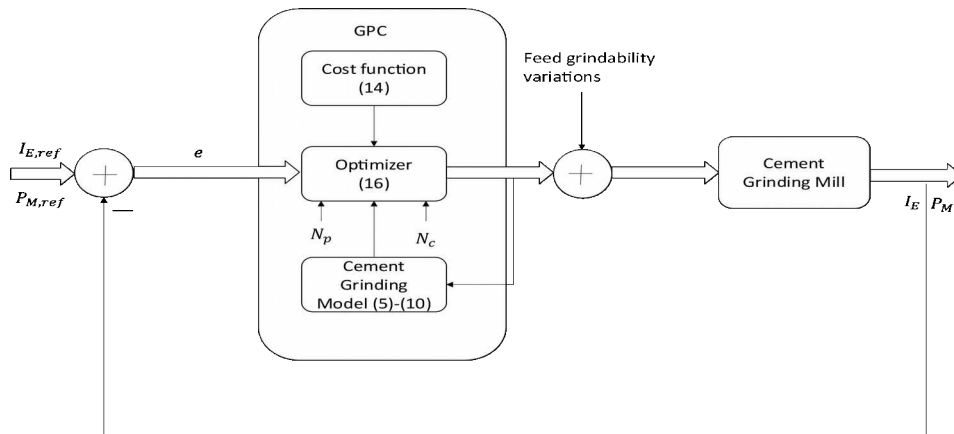 GPC
Cost function
(14)
Feed grindability
variations
I_{E,ref}
P_{M,ref}
+
—
e
Optimizer
(16)
+
Cement
Grinding Mill
I_E P_M
N_p
N_c
Cement
Grinding
Model (5)-(10)